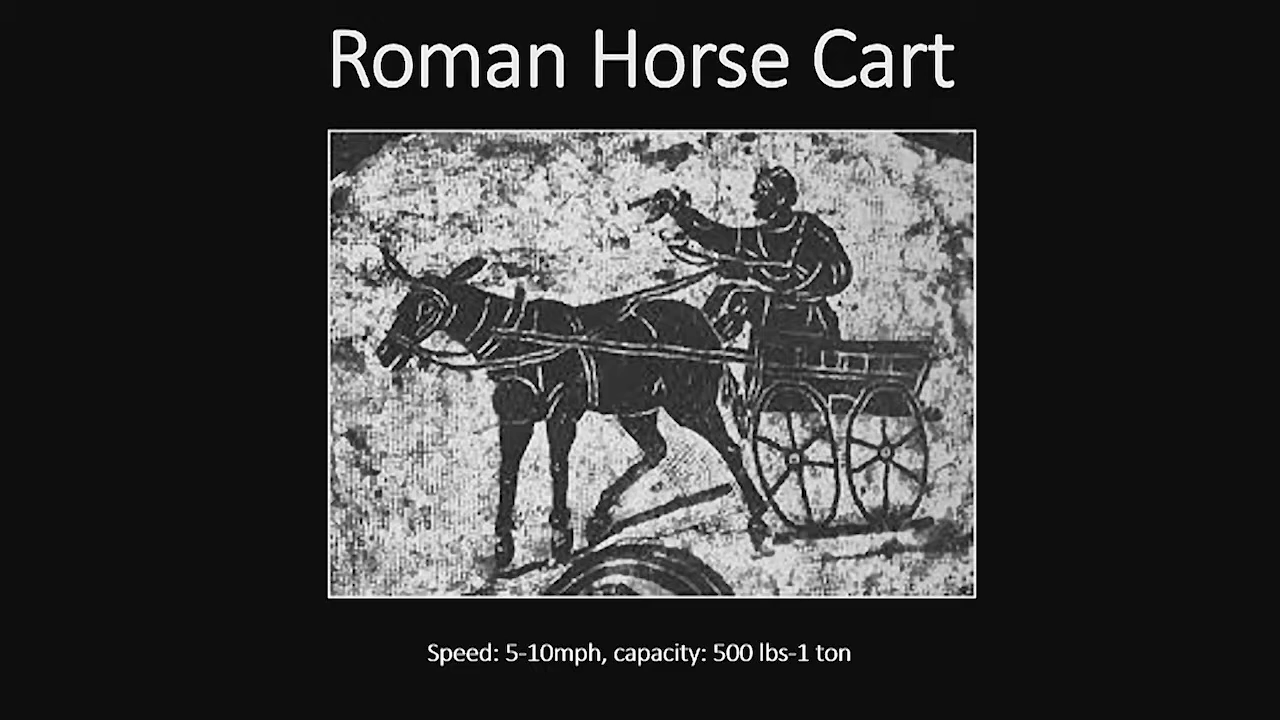 Roman Horse Cart
Speed: 5-10mph, capacity: 500 lbs-1 ton